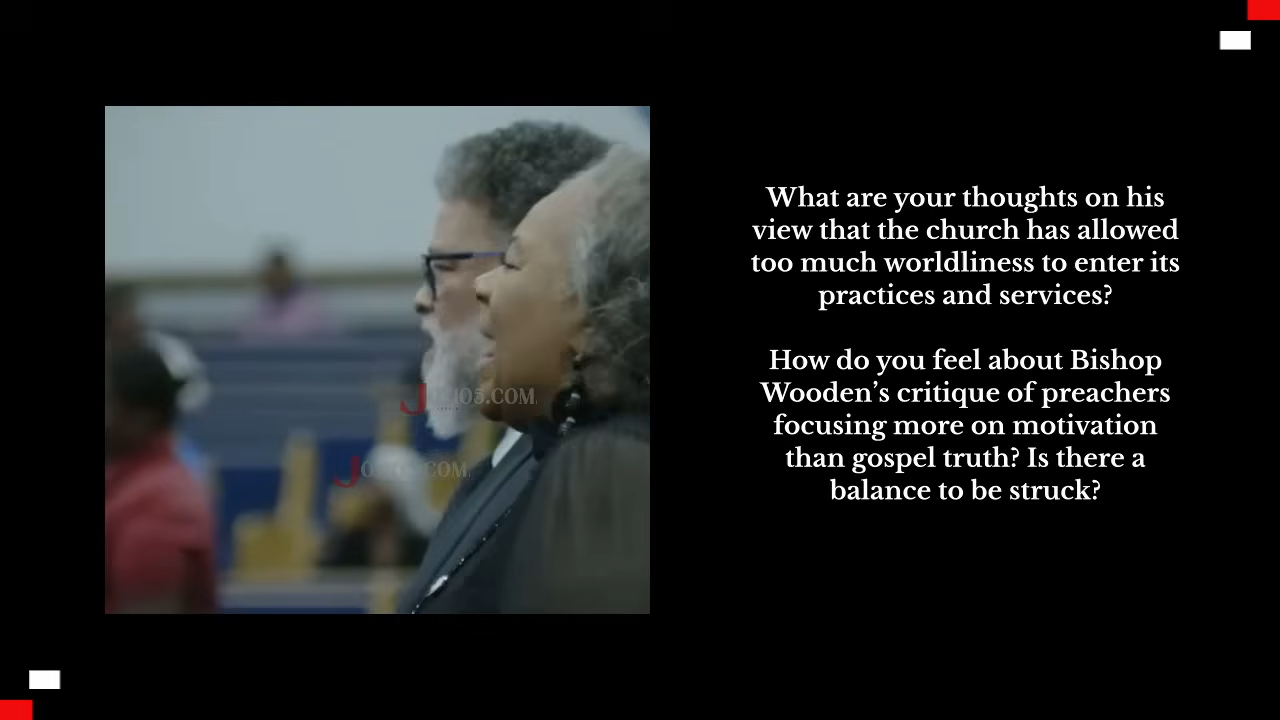 What are your thoughts on his
view that the church has allowed
too much worldliness to enter its
practices and services?
How do you feel about Bishop
Wooden’s critique of preachers
focusing more on motivation
than gospel truth? Is there a
balance to be struck?